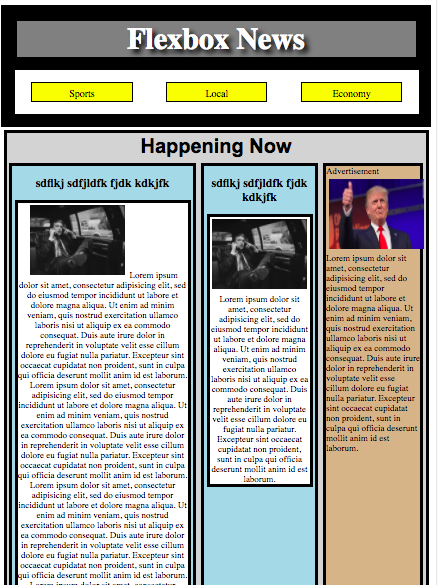 Flexbox News
Sports
Local
Economy
Happening Now
sdflkj sdfjldfk fjdk kdkjfk
Lorem ipsum
dolor sit amet, consectetur adipisicing elit, sed
do eiusmod tempor incididunt ut labore et
dolore magna aliqua. Ut enim ad minim
veniam, quis nostrud exercitation ullamco
laboris nisi ut aliquip ex ea commodo
consequat. Duis aute irure dolor in
reprehenderit in voluptate velit esse cillum
dolore eu fugiat nulla pariatur. Excepteur sint
occaecat cupidatat non proident, sunt in culpa
qui officia deserunt mollit anim id est laborum.
Lorem ipsum dolor sit amet, consectetur
adipisicing elit, sed do eiusmod tempor
incididunt ut labore et dolore magna aliqua. Ut
enim ad minim veniam, quis nostrud
exercitation ullamco laboris nisi ut aliquip ex
ea commodo consequat. Duis aute irure dolor
in reprehenderit in voluptate velit esse cillum
dolore eu fugiat nulla pariatur. Excepteur sint
occaecat cupidatat non proident, sunt in culpa
qui officia deserunt mollit anim id est laborum.
Lorem ipsum dolor sit amet, consectetur
adipisicing elit, sed do eiusmod tempor
incididunt ut labore et dolore magna aliqua. Ut
enim ad minim veniam, quis nostrud
exercitation ullamco laboris nisi ut aliquip ex
ea commodo consequat. Duis aute irure dolor
in reprehenderit in voluptate velit esse cillum
dolore eu fugiat nulla pariatur. Excepteur sint
occaecat cupidatat non proident, sunt in culpa
qui officia deserunt mollit anim id est laborum.
sdflkj sdfjldfk fjdk
kdkjfk
Lorem ipsum dolor sit
amet, consectetur
adipisicing elit, sed do
eiusmod tempor
incididunt ut labore et
dolore magna aliqua. Ut
enim ad minim veniam,
quis nostrud
exercitation ullamco
laboris nisi ut aliquip ex
ea commodo consequat. Duis
aute irure dolor in
reprehenderit in voluptate
velit esse cillum dolore eu
fugiat nulla pariatur.
Excepteur sint occaecat
cupidatat non proident,
sunt in culpa qui officia
deserunt mollit anim id est
laborum.
Advertisement
Lorem ipsum dolor sit
amet, consectetur
adipisicing elit, sed do
eiusmod tempor
incididunt ut labore et
dolore magna aliqua. Ut
enim ad minim veniam,
quis nostrud exercitation
ullamco laboris nisi ut
aliquip ex ea commodo
consequat. Duis aute irure
dolor in reprehenderit in
voluptate velit esse
cillum dolore eu fugiat
nulla pariatur. Excepteur
sint occaecat cupidatat
non proident, sunt in
culpa qui officia deserunt
mollit anim id est
laborum.